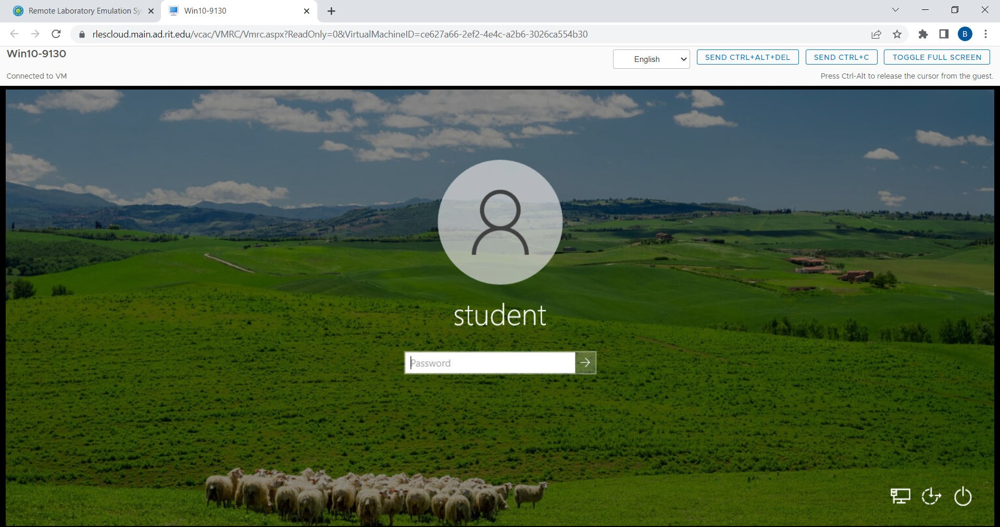 Remote Laboratory Emulation Sy
Win10-9130
rlescloud.main.ad.rit.edu/vcac/VMRC/Vmrc.aspx?ReadOnly=0&VirtualMachineID=ce627a66-2ef2-4e4c-a2b6-3026ca554b30
B
Win10-9130
English
SEND CTRL+ALT+DEL
SEND CTRL+C
TOGGLE FULL SCREEN
Connected to VM
Press Ctrl-Alt to release the cursor from the guest.
student
Password